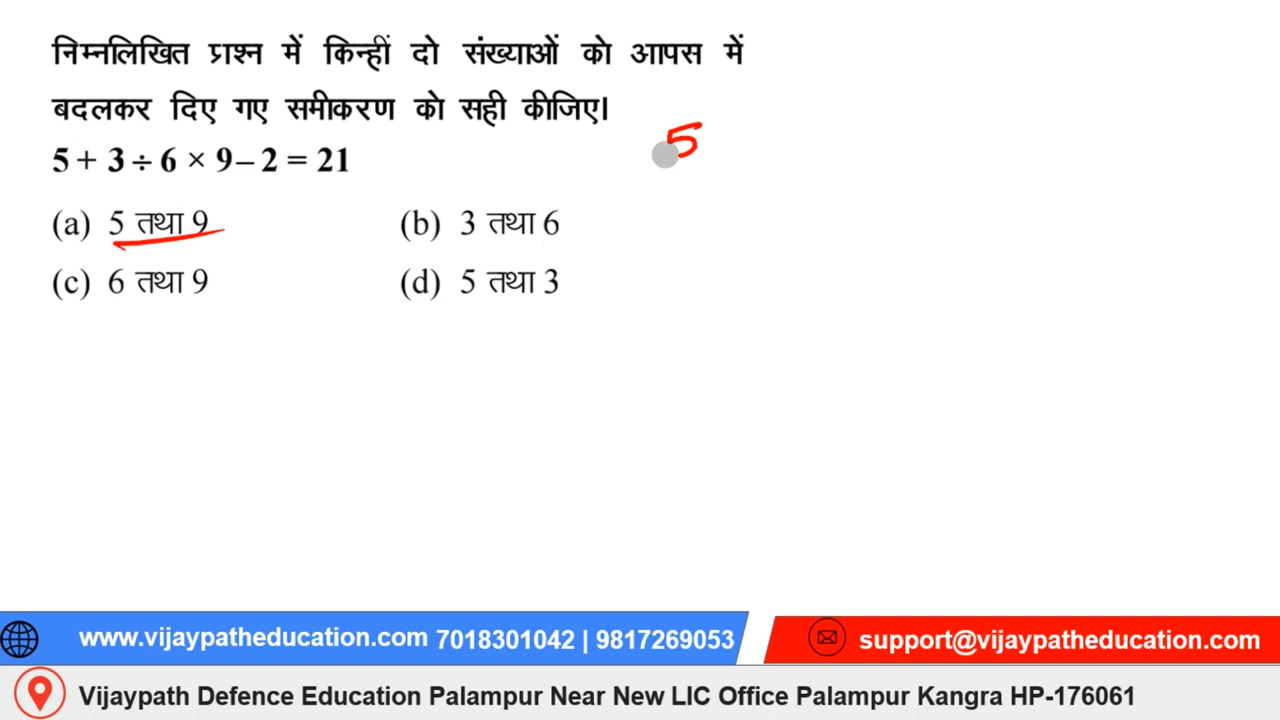 निम्नलिखित प्रश्न में किन्हीं दो संख्याओं को आपस में
बदलकर दिए गए समीकरण को सही कीजिए।
5 + 3 ÷ 6 × 9 – 2 = 21
5
(a) 5 तथा 9 (b) 3 तथा 6
(c) 6 तथा 9 (d) 5 तथा 3
www.vijaypatheducation.com 7018301042 | 9817269053 support@vijaypatheducation.com
Vijaypath Defence Education Palampur Near New LIC Office Palampur Kangra HP-176061